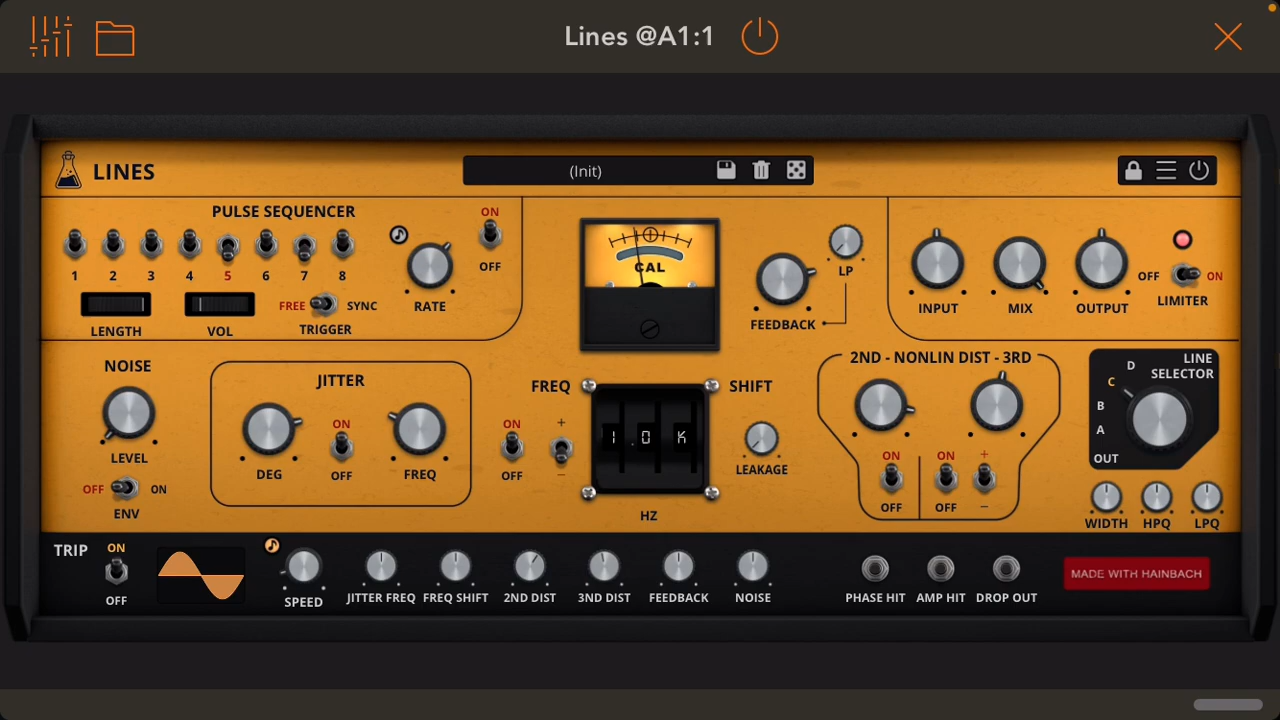 Lines @A1:1
LINES
(Init)
PULSE SEQUENCER
ON
OFF
1 2 3 4 5 6 7 8
RATE
LENGTH
VOL
FREE
SYNC
TRIGGER
CAL
LP
FEEDBACK
INPUT
MIX
OUTPUT
OFF
ON
LIMITER
NOISE
LEVEL
OFF
ON
ENV
JITTER
DEG
ON
OFF
FREQ
FREQ
SHIFT
ON
OFF
+
−
1.0K
HZ
LEAKAGE
2ND - NONLIN DIST - 3RD
ON
OFF
ON
OFF
+
−
LINE
SELECTOR
D
C
B
A
OUT
WIDTH
HPQ
LPQ
TRIP
ON
OFF
SPEED
JITTER FREQ
FREQ SHIFT
2ND DIST
3ND DIST
FEEDBACK
NOISE
PHASE HIT
AMP HIT
DROP OUT
MADE WITH HAINBACH